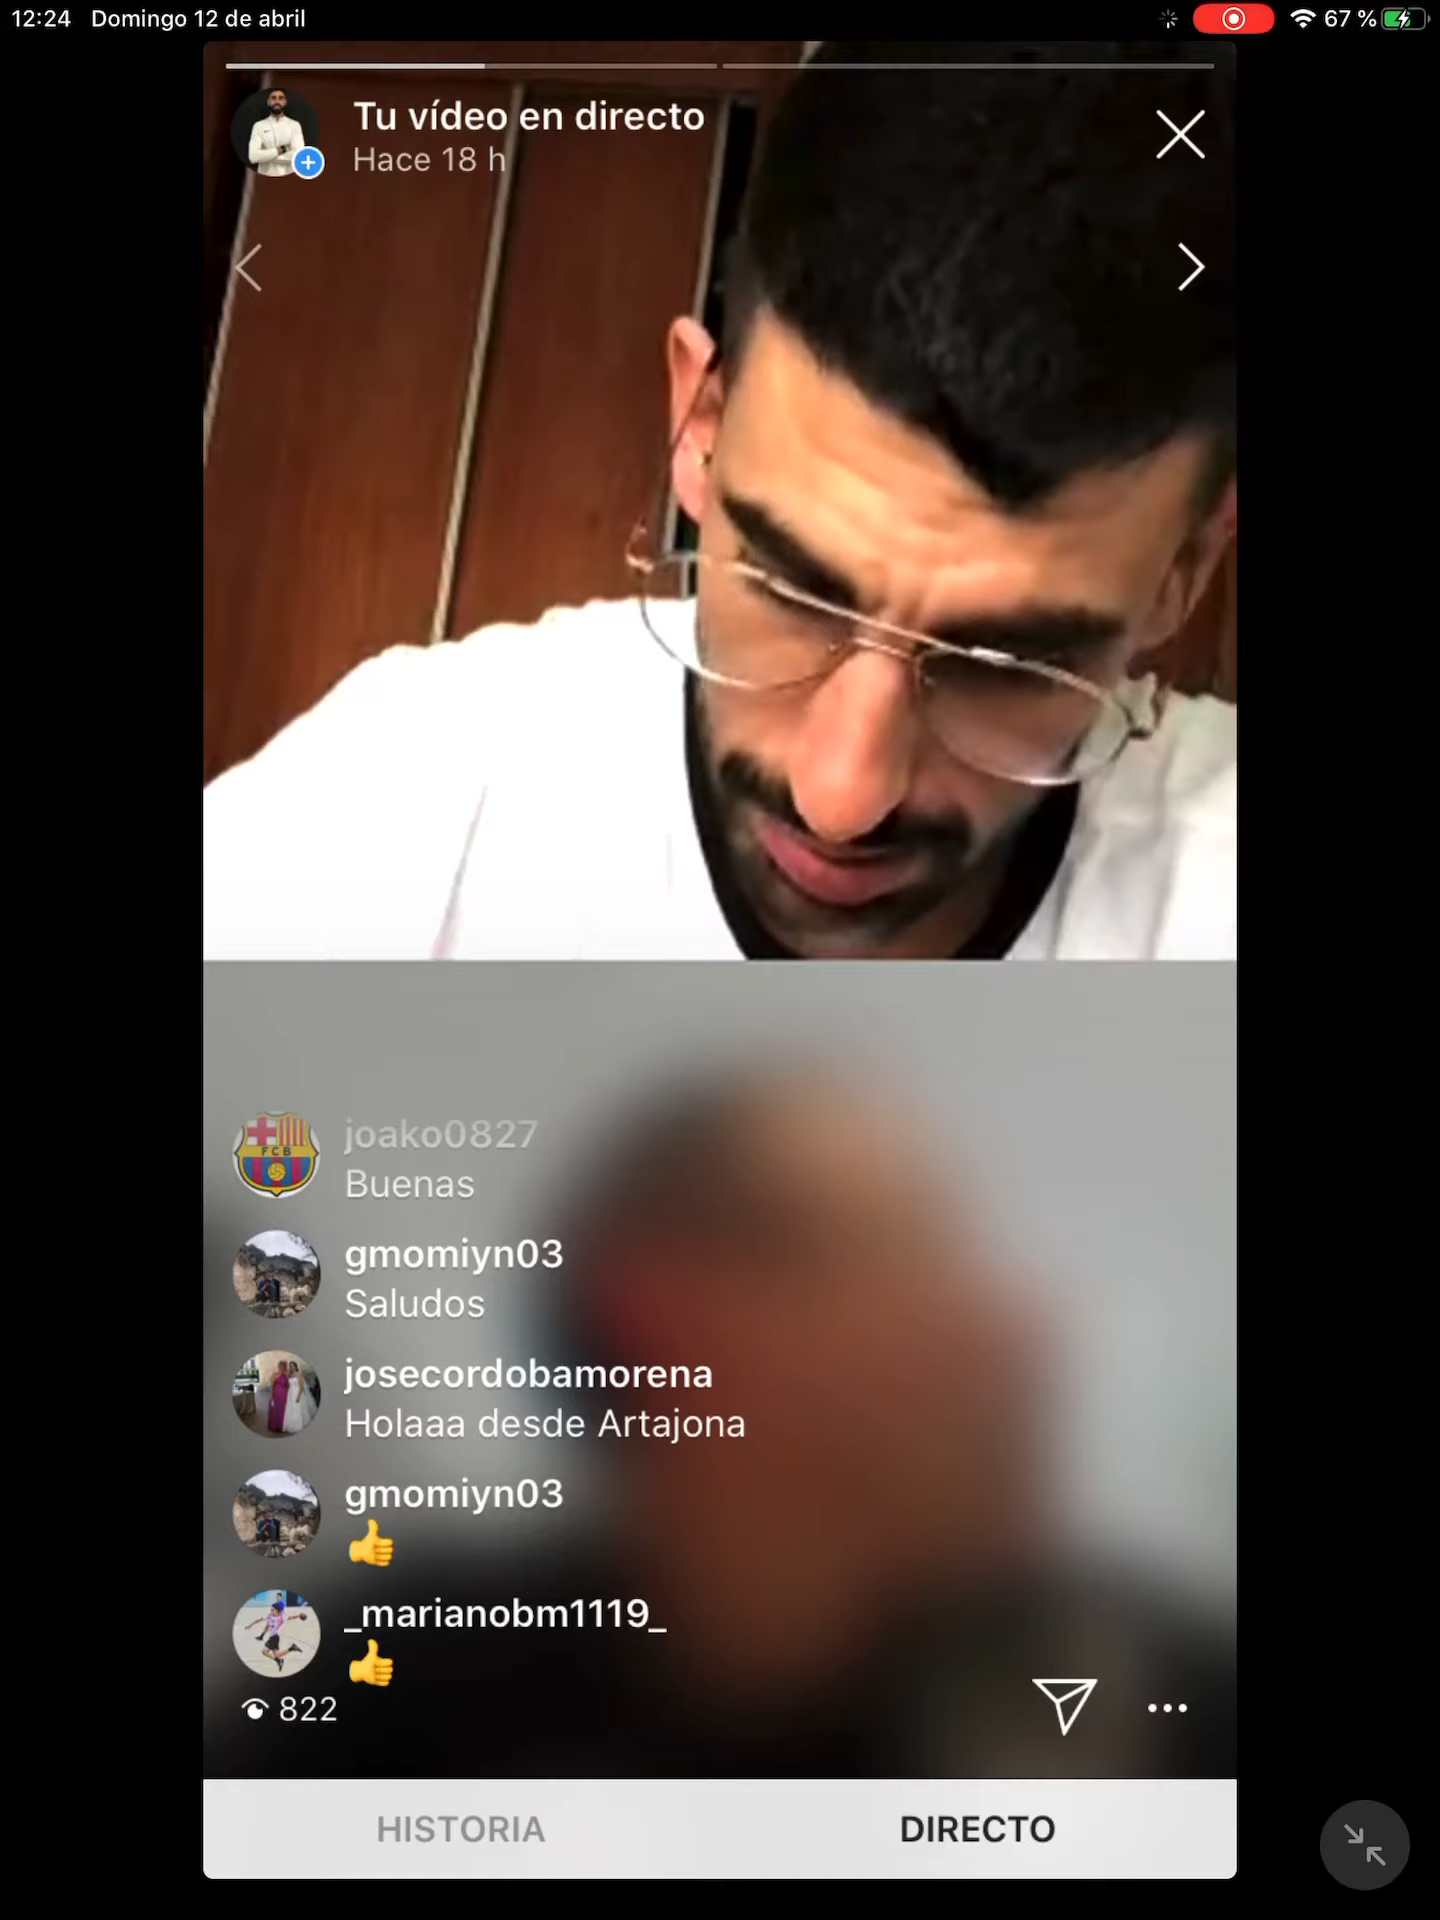 12:24 Domingo 12 de abril
67 %
Tu vídeo en directo
Hace 18 h
joako0827
Buenas
FCB
gmomiyn03
Saludos
josecordobamorena
Holaaa desde Artajona
gmomiyn03
👍
_marianobm1119_
👍
822
HISTORIA
DIRECTO